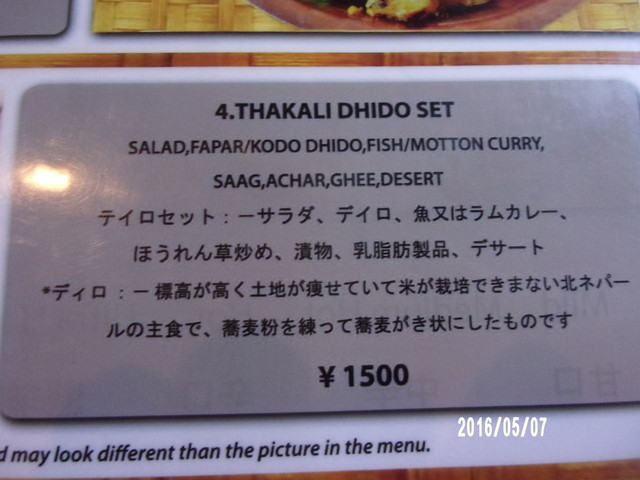 4.THAKALI DHIDO SET
SALAD,FAPAR/KODO DHIDO,FISH/MOTTON CURRY,
SAAG,ACHAR,GHEE,DESERT
テイロセット：ーサラダ、デイロ、魚又はラムカレー、
ほうれん草炒め、漬物、乳脂肪製品、デサート
*ディロ：ー標高が高く土地が痩せていて米が栽培できまない北ネパー
ルの主食で、蕎麦粉を練って蕎麦がき状にしたものです
¥1500
2016/05/07
may look different than the picture in the menu.